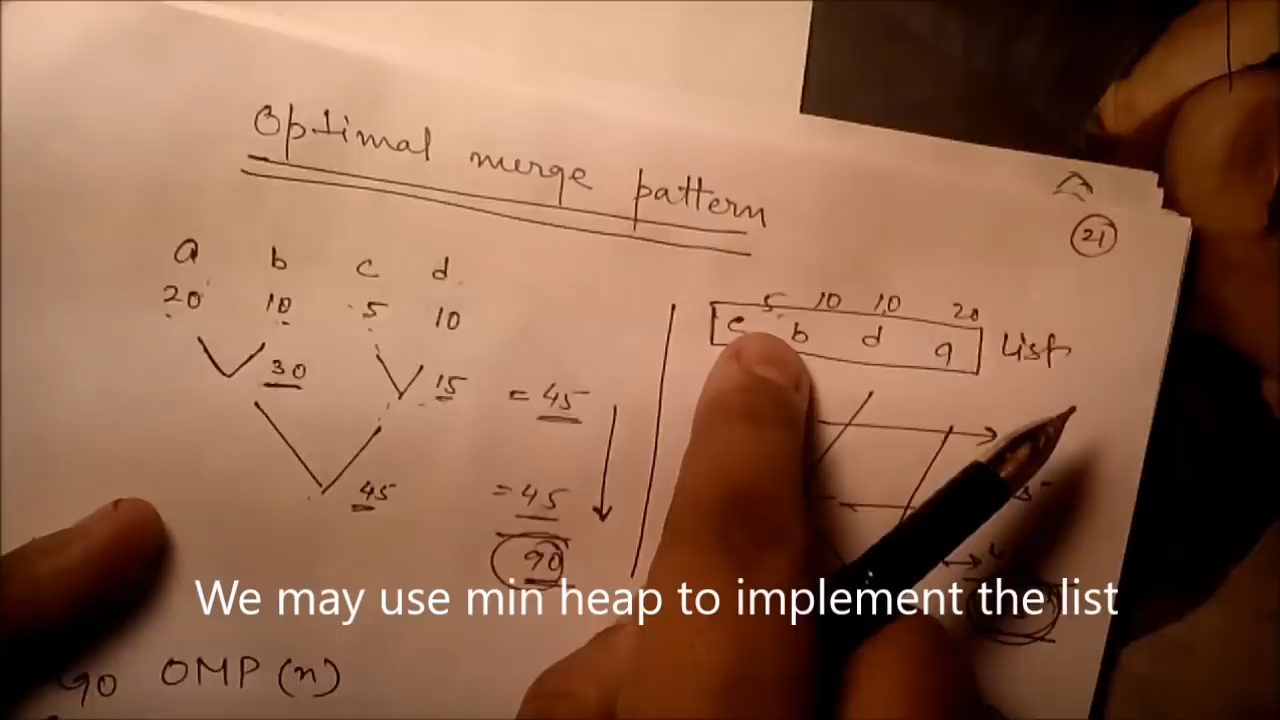 Optimal merge pattern
21
a b c d
20 10 5 10
5 10 10 20
c b d a List
30
15 = 45
45 = 45
90
We may use min heap to implement the list
OMP (n)